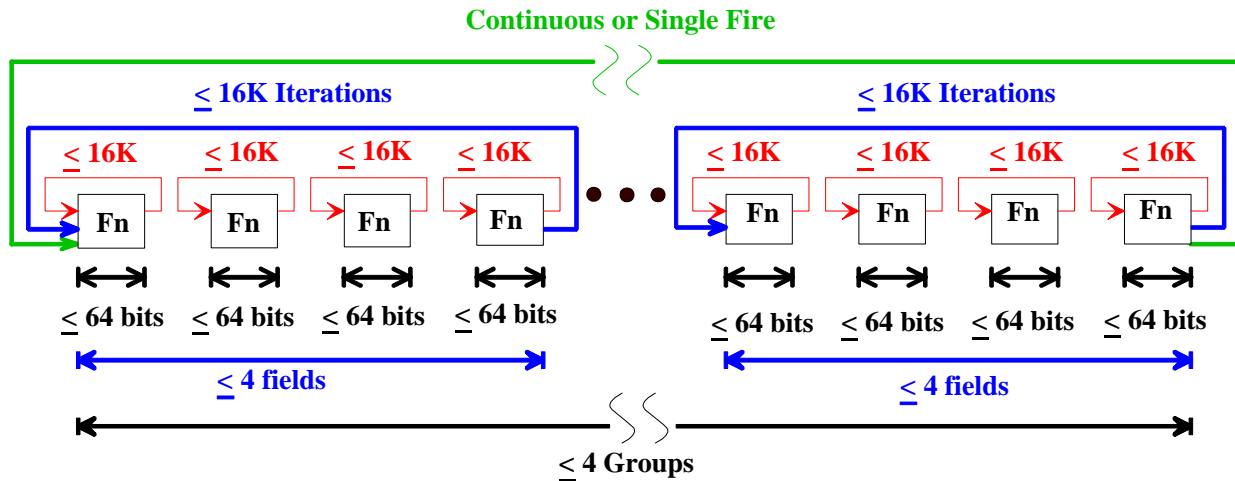 Continuous or Single Fire
≤ 16K Iterations ≤ 16K Iterations
≤ 16K ≤ 16K ≤ 16K ≤ 16K ≤ 16K ≤ 16K ≤ 16K ≤ 16K
Fn Fn Fn Fn Fn Fn Fn Fn
≤ 64 bits ≤ 64 bits ≤ 64 bits ≤ 64 bits ≤ 64 bits ≤ 64 bits ≤ 64 bits ≤ 64 bits
≤ 4 fields ≤ 4 fields
≤ 4 Groups